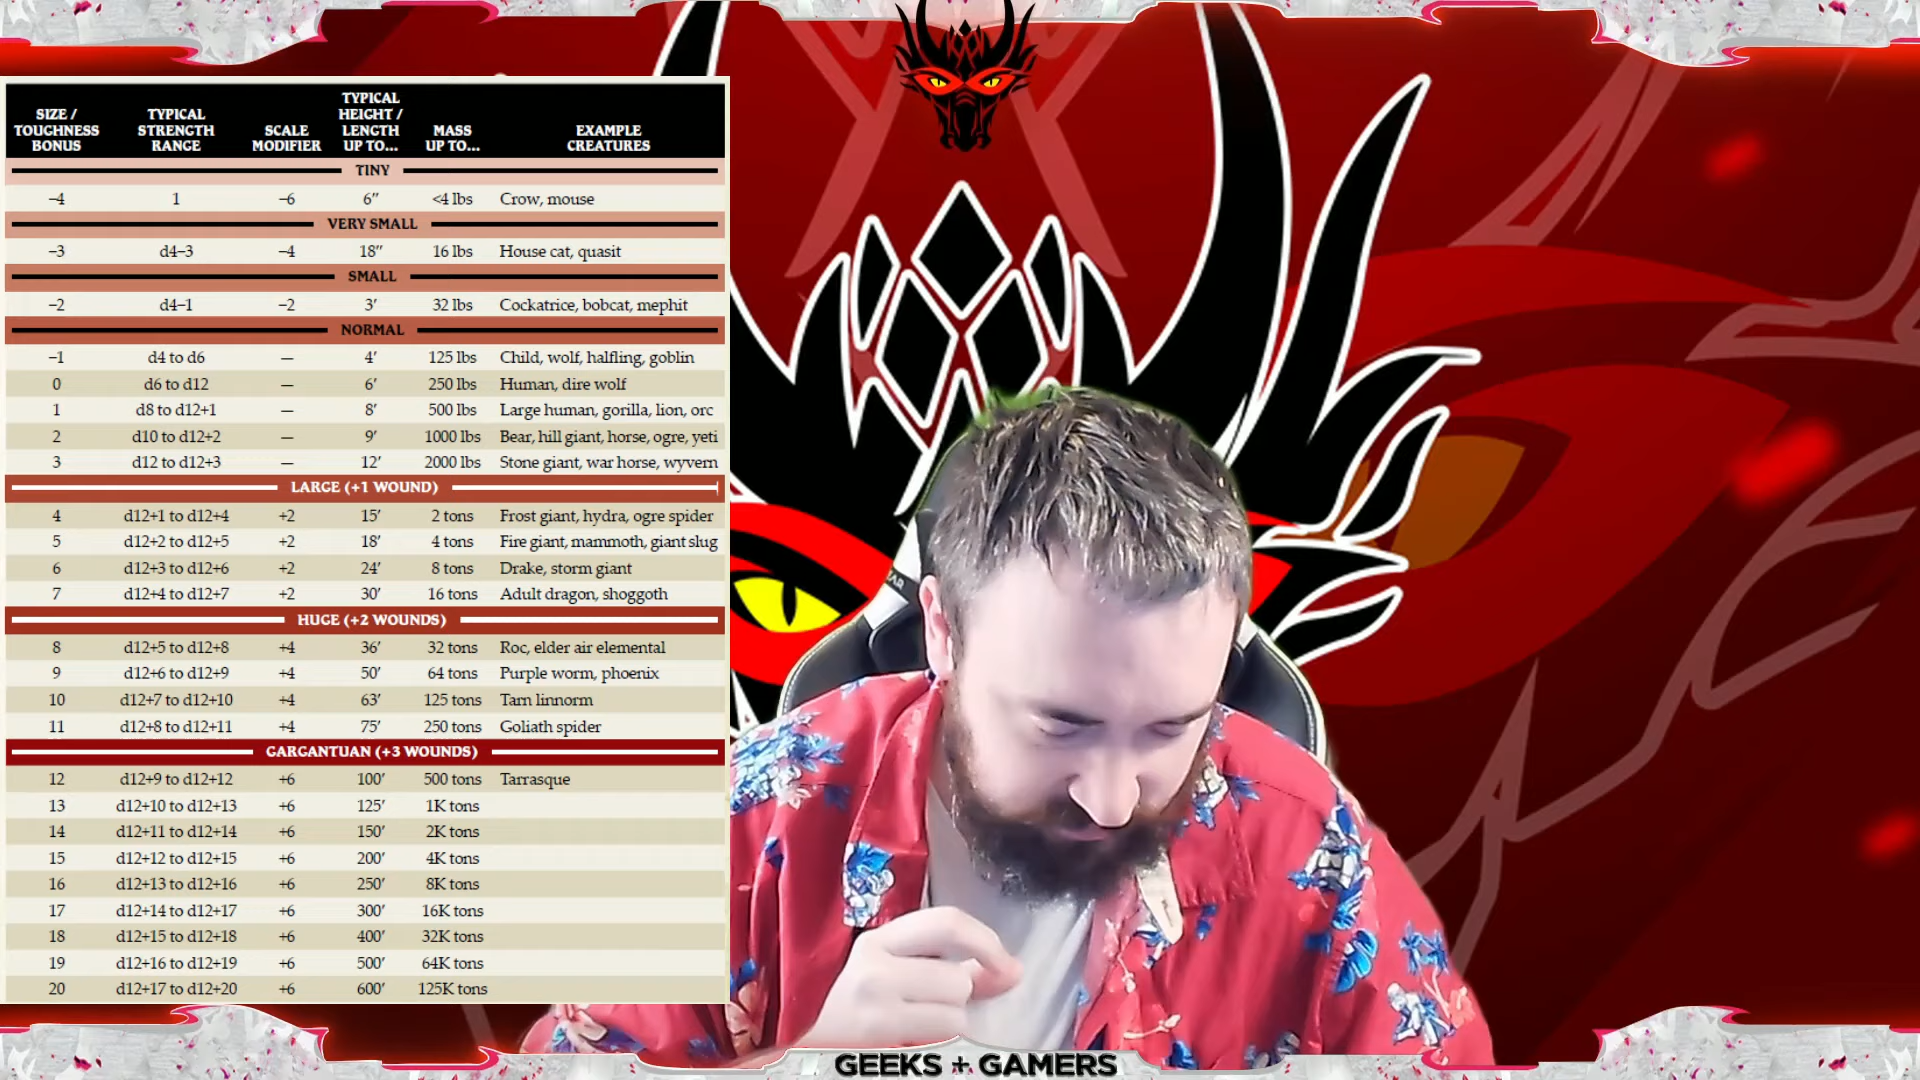 SIZE / TOUGHNESS BONUS TYPICAL STRENGTH RANGE SCALE MODIFIER TYPICAL HEIGHT / LENGTH UP TO... MASS UP TO... EXAMPLE CREATURES
TINY
−4 1 −6 6″ <4 lbs Crow, mouse
VERY SMALL
−3 d4−3 −4 18″ 16 lbs House cat, quasit
SMALL
−2 d4−1 −2 3′ 32 lbs Cockatrice, bobcat, mephit
NORMAL
−1 d4 to d6 — 4′ 125 lbs Child, wolf, halfling, goblin
0 d6 to d12 — 6′ 250 lbs Human, dire wolf
1 d8 to d12+1 — 8′ 500 lbs Large human, gorilla, lion, orc
2 d10 to d12+2 — 9′ 1000 lbs Bear, hill giant, horse, ogre, yeti
3 d12 to d12+3 — 12′ 2000 lbs Stone giant, war horse, wyvern
LARGE (+1 WOUND)
4 d12+1 to d12+4 +2 15′ 2 tons Frost giant, hydra, ogre spider
5 d12+2 to d12+5 +2 18′ 4 tons Fire giant, mammoth, giant slug
6 d12+3 to d12+6 +2 24′ 8 tons Drake, storm giant
7 d12+4 to d12+7 +2 30′ 16 tons Adult dragon, shoggoth
HUGE (+2 WOUNDS)
8 d12+5 to d12+8 +4 36′ 32 tons Roc, elder air elemental
9 d12+6 to d12+9 +4 50′ 64 tons Purple worm, phoenix
10 d12+7 to d12+10 +4 63′ 125 tons Tarn linnorm
11 d12+8 to d12+11 +4 75′ 250 tons Goliath spider
GARGANTUAN (+3 WOUNDS)
12 d12+9 to d12+12 +6 100′ 500 tons Tarrasque
13 d12+10 to d12+13 +6 125′ 1K tons
14 d12+11 to d12+14 +6 150′ 2K tons
15 d12+12 to d12+15 +6 200′ 4K tons
16 d12+13 to d12+16 +6 250′ 8K tons
17 d12+14 to d12+17 +6 300′ 16K tons
18 d12+15 to d12+18 +6 400′ 32K tons
19 d12+16 to d12+19 +6 500′ 64K tons
20 d12+17 to d12+20 +6 600′ 125K tons
GEEKS + GAMERS